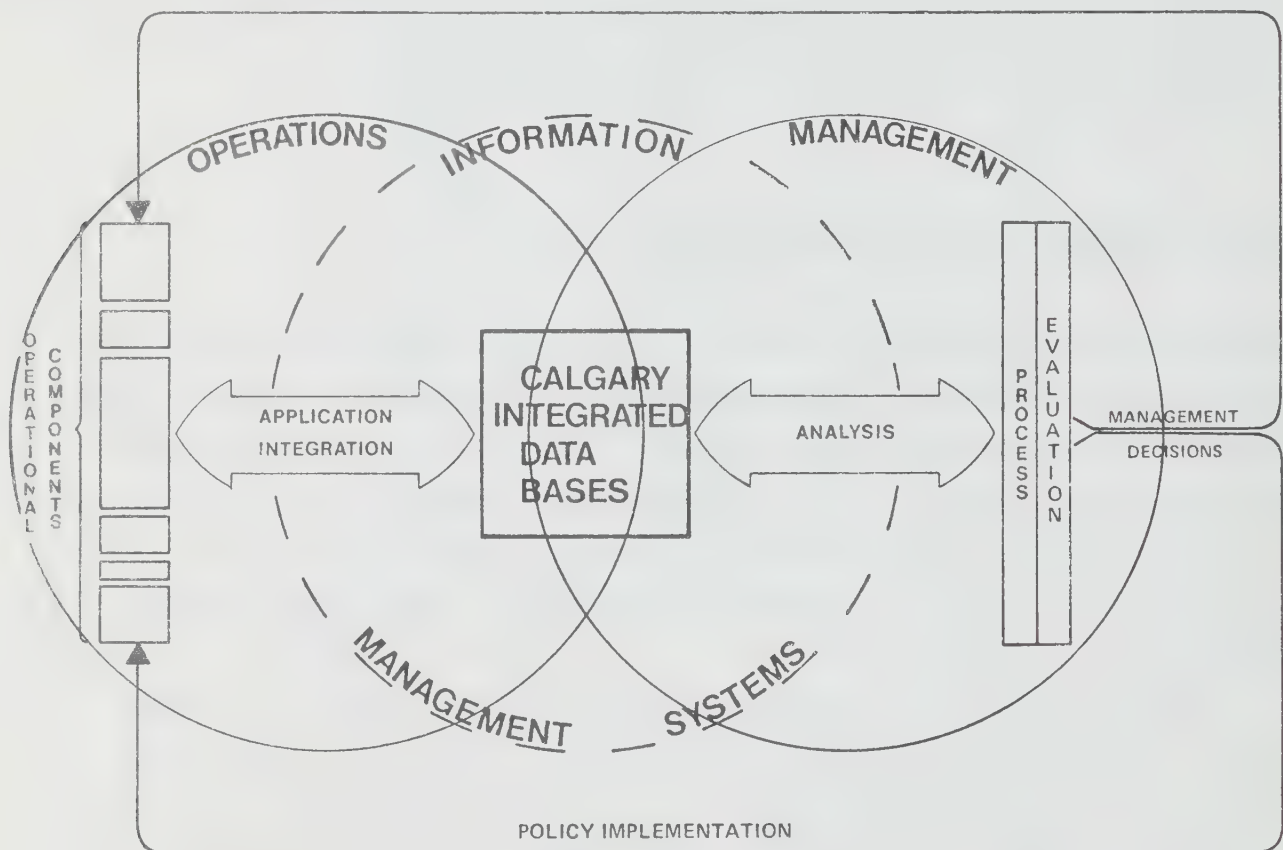 OPERATIONS
INFORMATION
MANAGEMENT
OPERATIONAL
COMPONENTS
APPLICATION
INTEGRATION
CALGARY
INTEGRATED
DATA
BASES
ANALYSIS
PROCESS
EVALUATION
MANAGEMENT
DECISIONS
MANAGEMENT
SYSTEMS
POLICY IMPLEMENTATION